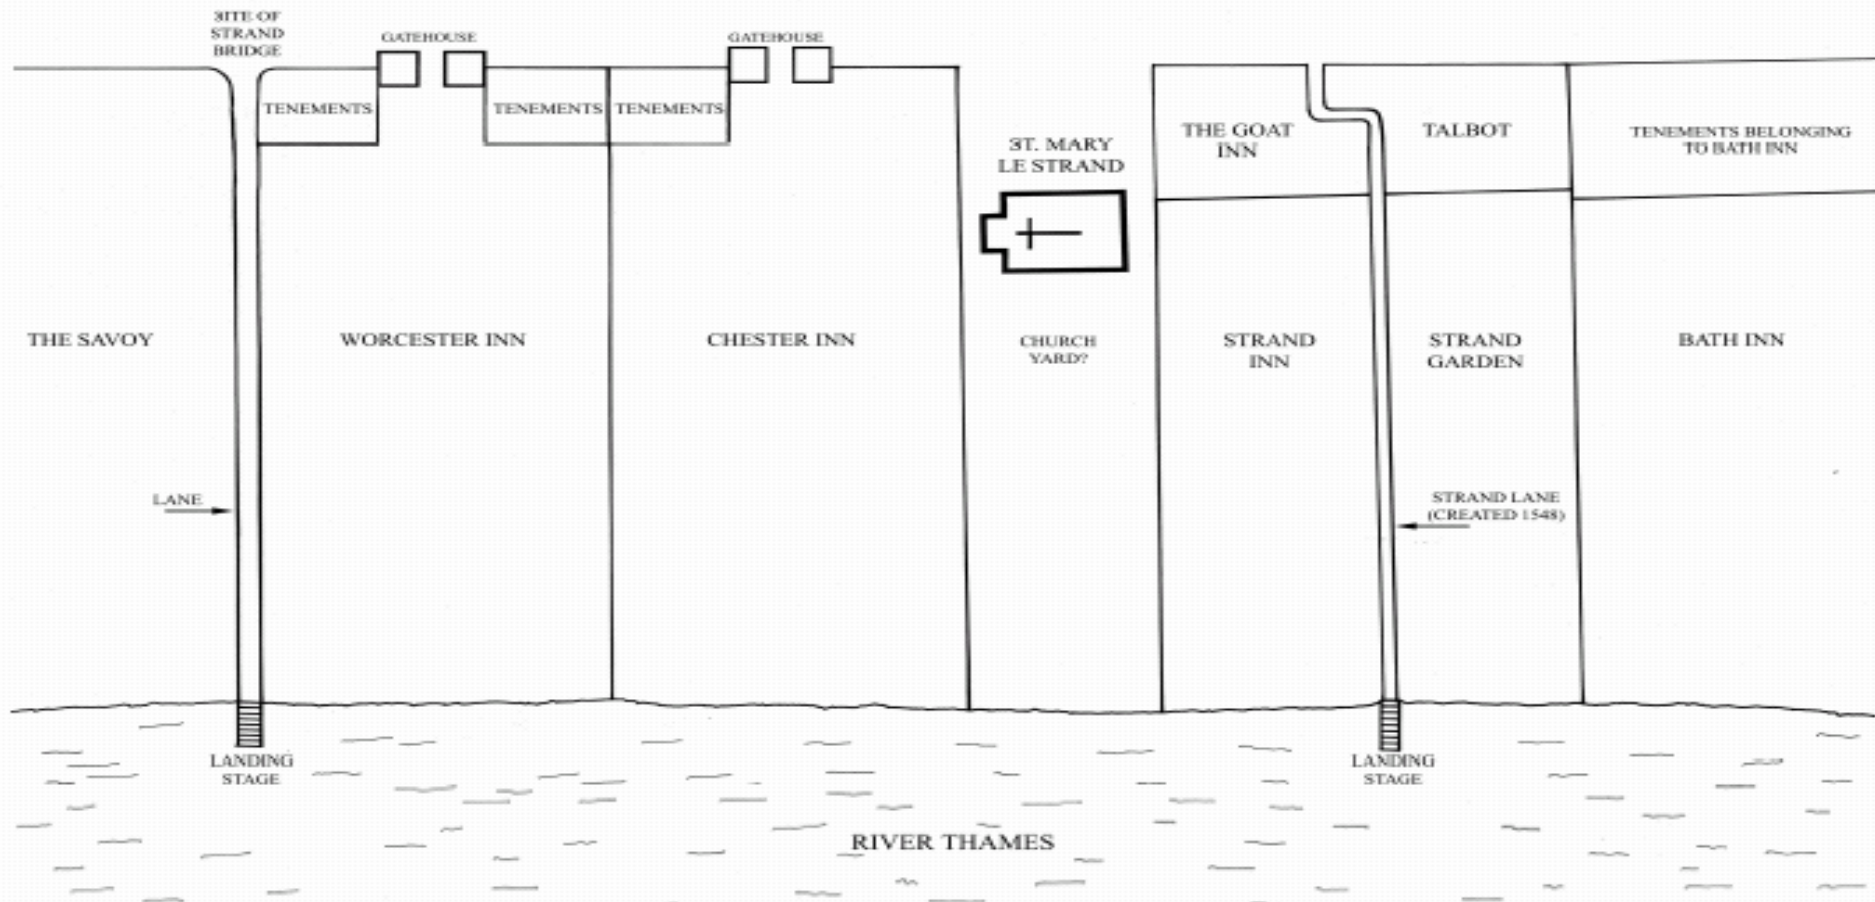 SITE OF
STRAND
BRIDGE
GATEHOUSE
GATEHOUSE
TENEMENTS
TENEMENTS
TENEMENTS
ST. MARY
LE STRAND
THE GOAT
INN
TALBOT
TENEMENTS BELONGING
TO BATH INN
THE SAVOY
WORCESTER INN
CHESTER INN
CHURCH
YARD?
STRAND
INN
STRAND
GARDEN
BATH INN
LANE
STRAND LANE
(CREATED 1548)
LANDING
STAGE
LANDING
STAGE
RIVER THAMES